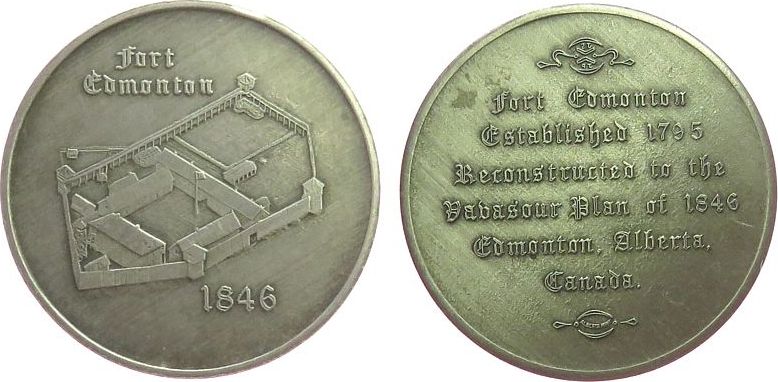 Fort
Edmonton
1846
Fort Edmonton
Established 1795
Reconstructed to the
Vavasour Plan of 1846
Edmonton, Alberta,
Canada.